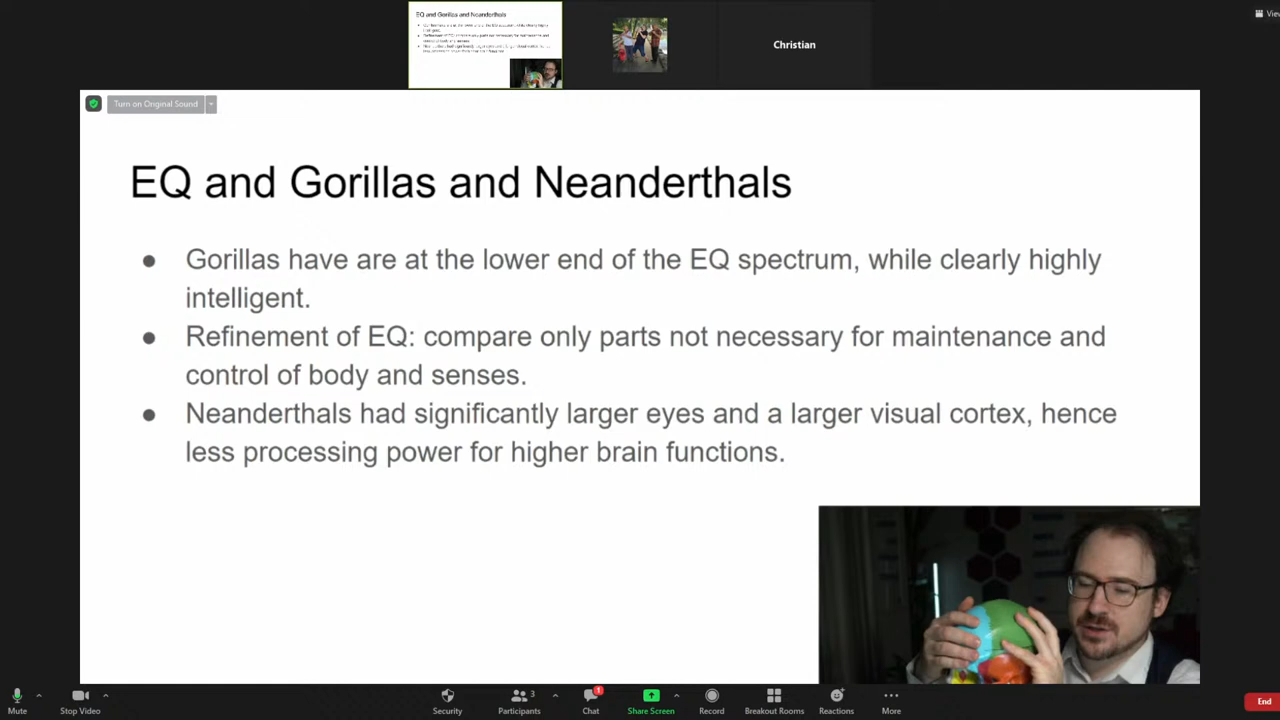 EQ and Gorillas and Neanderthals
Christian
Turn on Original Sound
EQ and Gorillas and Neanderthals
Gorillas have are at the lower end of the EQ spectrum, while clearly highly
intelligent.
Refinement of EQ: compare only parts not necessary for maintenance and
control of body and senses.
Neanderthals had significantly larger eyes and a larger visual cortex, hence
less processing power for higher brain functions.
Mute
Stop Video
Security
Participants
3
Chat
1
Share Screen
Record
Breakout Rooms
Reactions
More
End